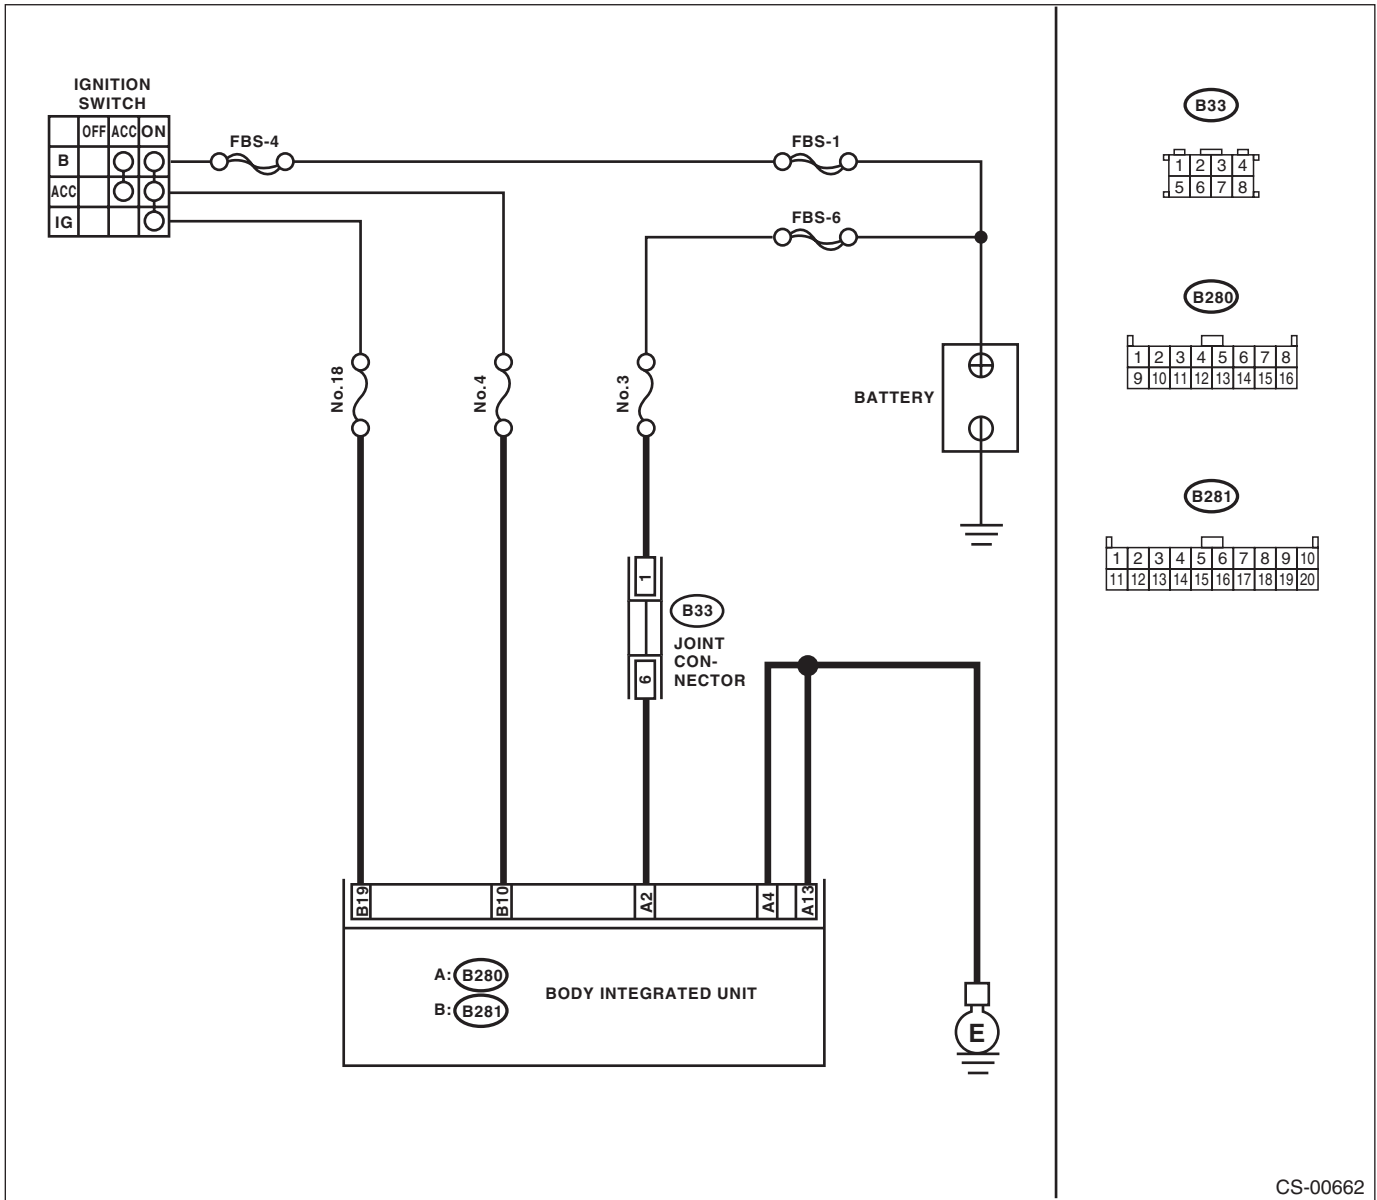 IGNITION
SWITCH
OFF ACC ON
B
ACC
IG
FBS-4
FBS-1
FBS-6
No.18
No.4
No.3
BATTERY
1
B33
JOINT
CON-
NECTOR
6
B19
B10
A2
A4
A13
A: B280
B: B281
BODY INTEGRATED UNIT
E
B33
1 2 3 4
5 6 7 8
B280
1 2 3 4 5 6 7 8
9 10 11 12 13 14 15 16
B281
1 2 3 4 5 6 7 8 9 10
11 12 13 14 15 16 17 18 19 20
CS-00662